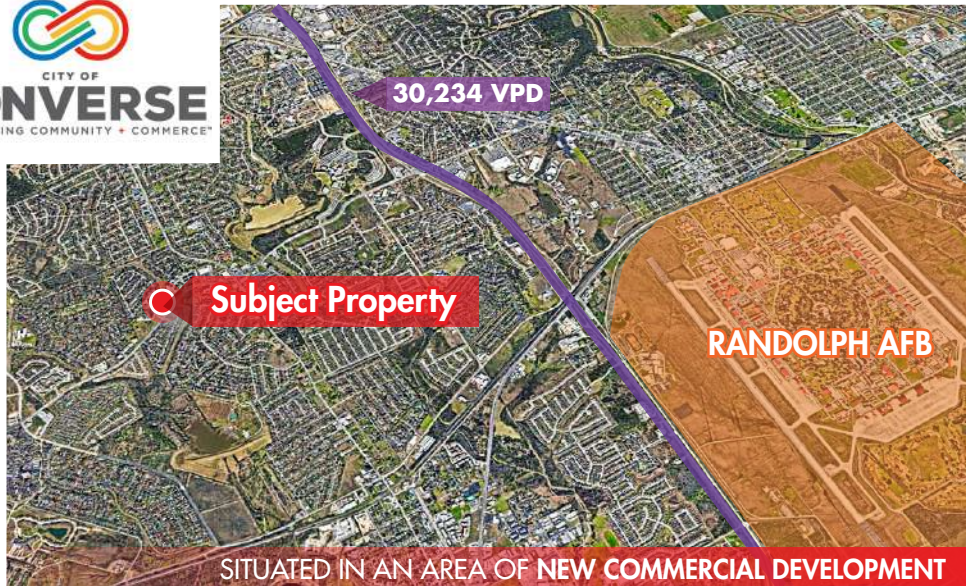 CITY OF
NVERSE
ING COMMUNITY + COMMERCE™
30,234 VPD
Subject Property
RANDOLPH AFB
SITUATED IN AN AREA OF NEW COMMERCIAL DEVELOPMENT